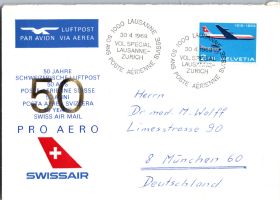 LUFTPOST
PAR AVION VIA AEREA
1000 LAUSANNE
30.4.1969
VOL SPECIAL
LAUSANNE-
ZURICH
50 ANS POSTE AERIENNE SUISSE
1919-1969
HELVETIA
50 JAHRE
SCHWEIZERISCHE LUFTPOST
50
POSTE AERIENNE SUISSE
POSTA AEREA SVIZZERA
SWISS AIR MAIL
PRO AERO
SWISSAIR
Herrn
Dr. med. M. Wolff
Limesstrasse 90
8 München 60
Deutschland